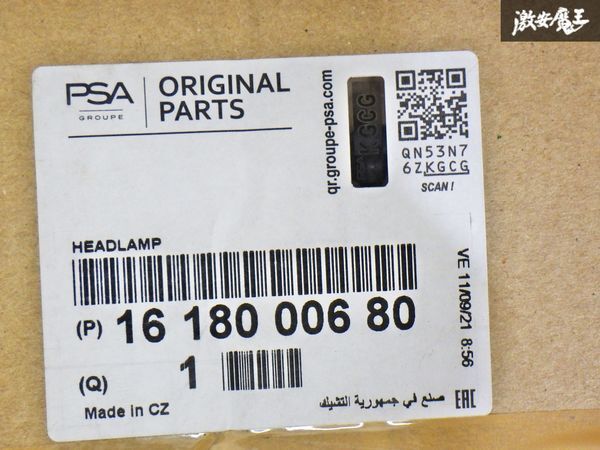 激安魔王
PSA
GROUPE
ORIGINAL
PARTS
qr.groupe-psa.com
KGCG
QN53N7
6ZKGCG
SCAN!
HEADLAMP
(P) 16 180 006 80
(Q) 1
VE 11/09/21 8:56
Made in CZ
صنع في جمهورية التشيك
EAC